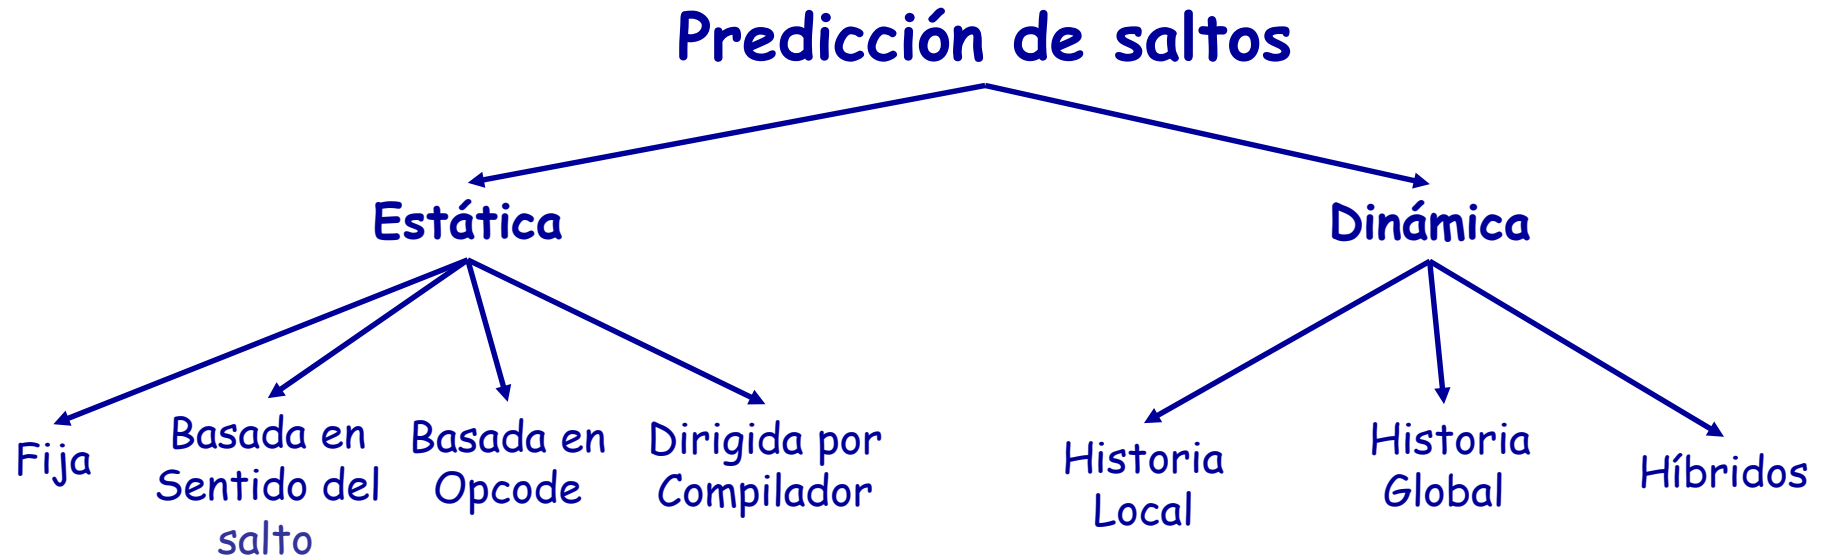 Predicción de saltos
Estática
Dinámica
Fija
Basada en
Sentido del
salto
Basada en
Opcode
Dirigida por
Compilador
Historia
Local
Historia
Global
Híbridos